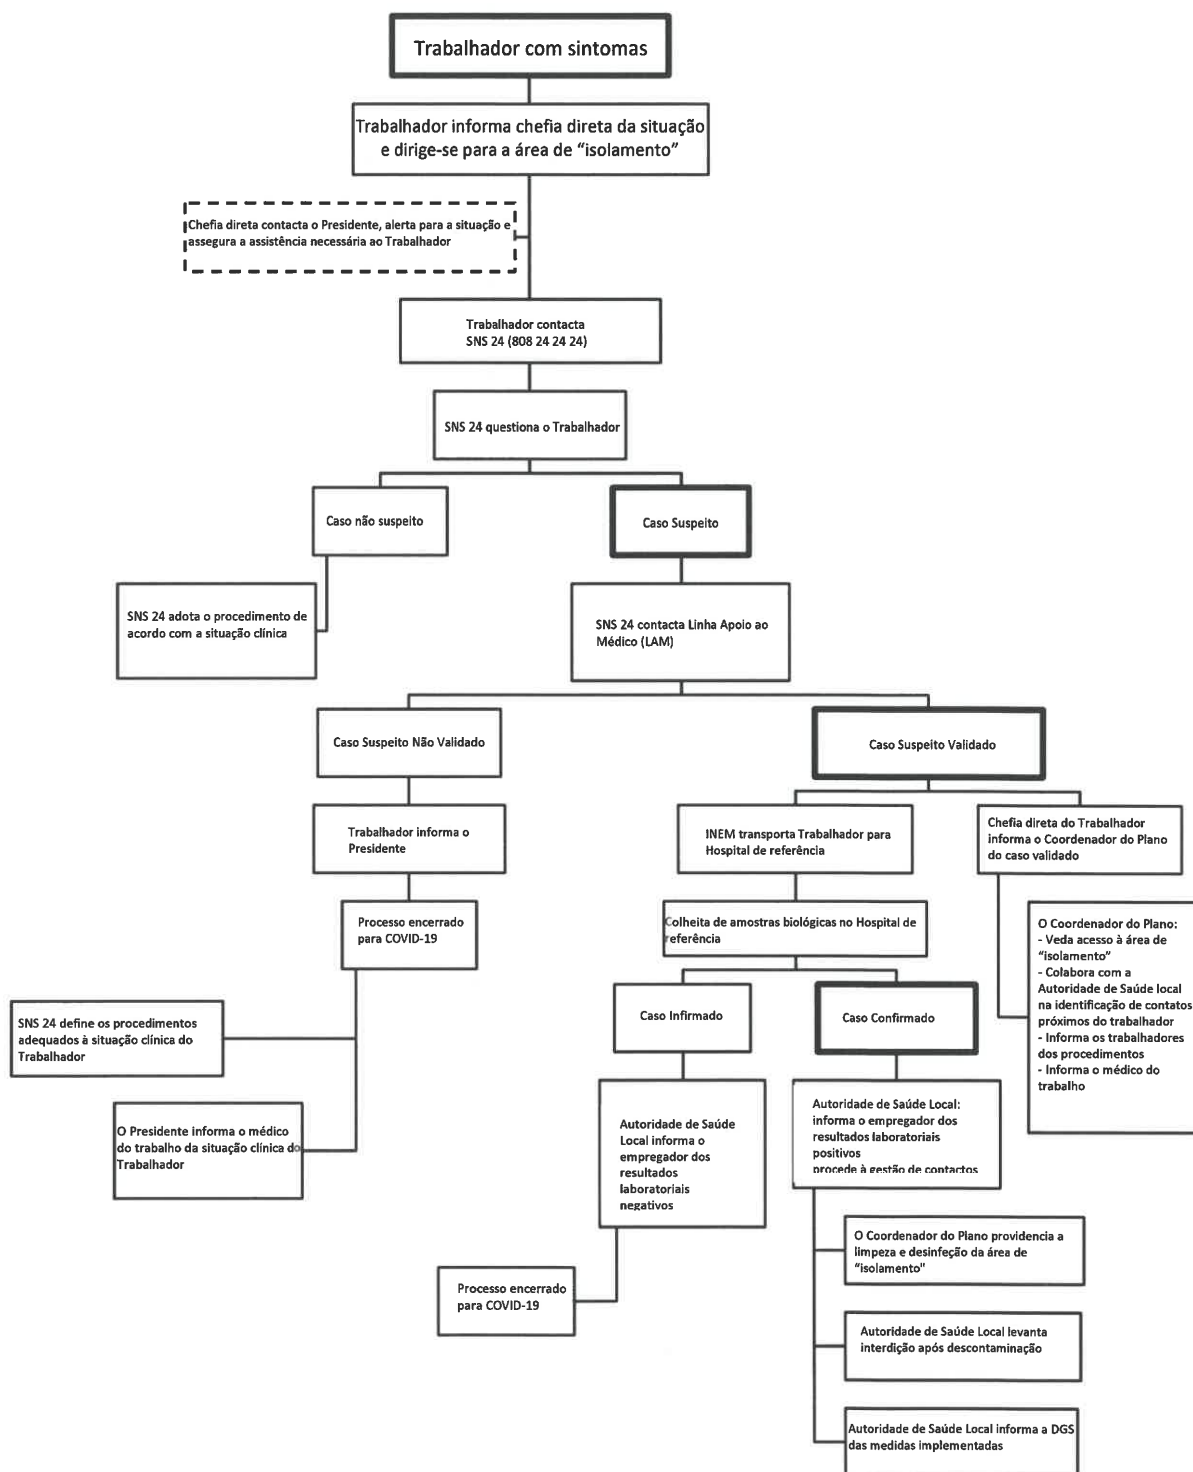 Trabalhador com sintomas
Trabalhador informa chefia direta da situação
e dirige-se para a área de “isolamento”
Chefia direta contacta o Presidente, alerta para a situação e
assegura a assistência necessária ao Trabalhador
Trabalhador contacta
SNS 24 (808 24 24 24)
SNS 24 questiona o Trabalhador
Caso não suspeito
Caso Suspeito
SNS 24 adota o procedimento de
acordo com a situação clínica
SNS 24 contacta Linha Apoio ao
Médico (LAM)
Caso Suspeito Não Validado
Caso Suspeito Validado
Trabalhador informa o
Presidente
INEM transporta Trabalhador para
Hospital de referência
Chefia direta do Trabalhador
informa o Coordenador do Plano
do caso validado
Processo encerrado
para COVID-19
Colheita de amostras biológicas no Hospital de
referência
O Coordenador do Plano:
- Veda acesso à área de
“isolamento”
- Colabora com a
Autoridade de Saúde local
na identificação de contatos
próximos do trabalhador
- Informa os trabalhadores
dos procedimentos
- Informa o médico do
trabalho
SNS 24 define os procedimentos
adequados à situação clínica do
Trabalhador
Caso Infirmado
Caso Confirmado
O Presidente informa o médico
do trabalho da situação clínica do
Trabalhador
Autoridade de Saúde
Local informa o
empregador dos
resultados
laboratoriais
negativos
Autoridade de Saúde Local:
informa o empregador dos
resultados laboratoriais
positivos
procede à gestão de contactos
O Coordenador do Plano providencia a
limpeza e desinfeção da área de
“isolamento”
Processo encerrado
para COVID-19
Autoridade de Saúde Local levanta
interdição após descontaminação
Autoridade de Saúde Local informa a DGS
das medidas implementadas